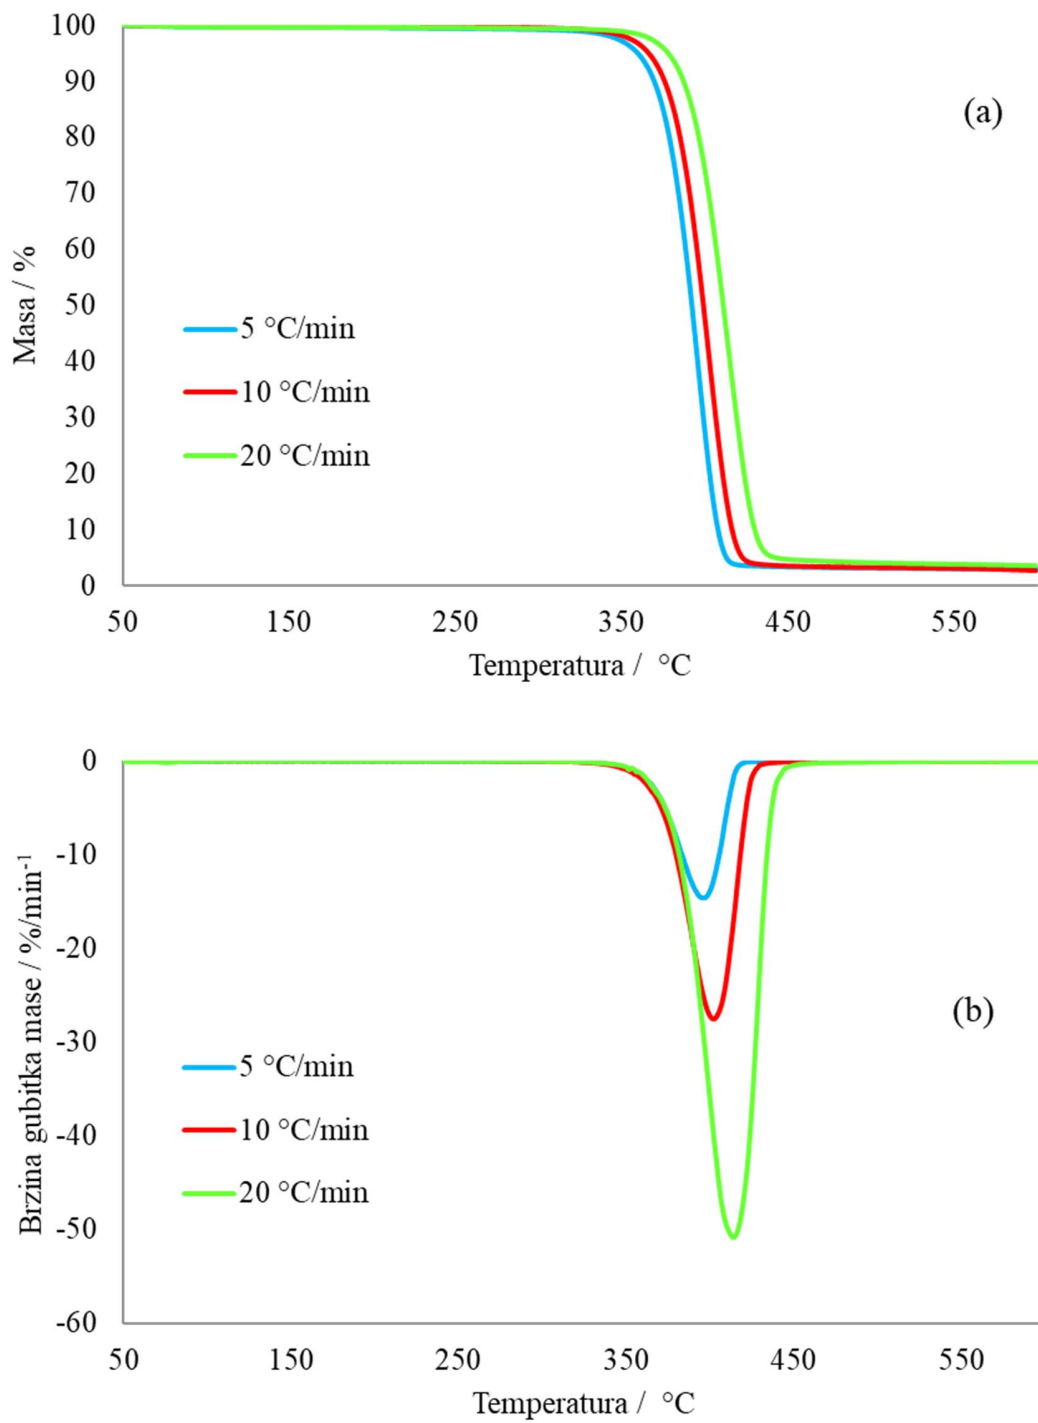 100
90
80
70
60
50
40
30
20
10
0
Masa / %
(a)
5 °C/min
10 °C/min
20 °C/min
50 150 250 350 450 550
Temperatura / °C
0
-10
-20
-30
-40
-50
-60
Brzina gubitka mase / %/min⁻¹
(b)
5 °C/min
10 °C/min
20 °C/min
50 150 250 350 450 550
Temperatura / °C